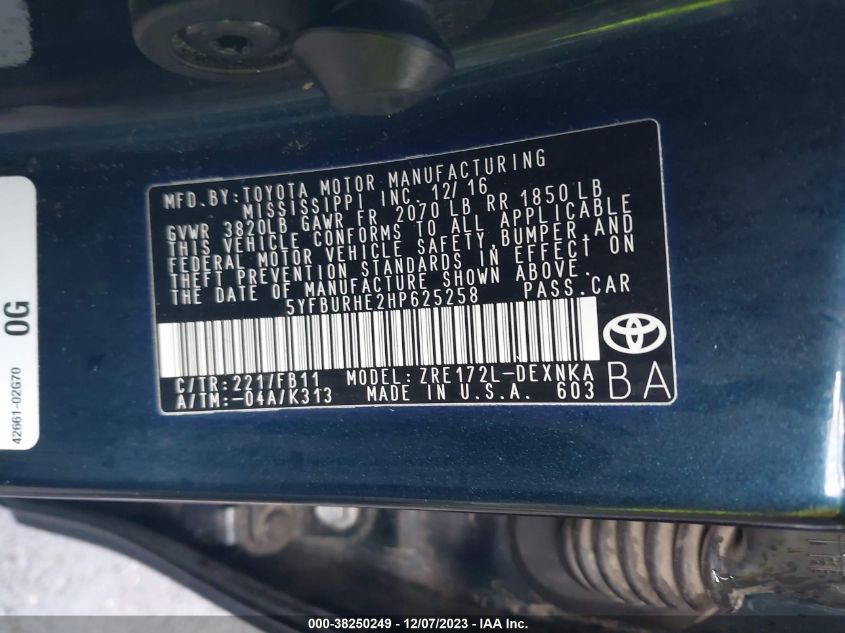 MFD.BY:TOYOTA MOTOR MANUFACTURING
MISSISSIPPI INC. 12/16
GVWR 3820LB GAWR FR 2070 LB RR 1850 LB
THIS VEHICLE CONFORMS TO ALL APPLICABLE
FEDERAL MOTOR VEHICLE SAFETY,BUMPER,AND
THEFT PREVENTION STANDARDS IN EFFECT ON
THE DATE OF MANUFACTURE SHOWN ABOVE.
5YFBURHE2HP625258 PASS.CAR
C/TR:2217/FB11 MODEL: ZRE172L-DEXNKA
A/TM:-04A/K313 MADE IN U.S.A. 603
BA
0G
42661-02G70
000-38250249 - 12/07/2023 - IAA Inc.